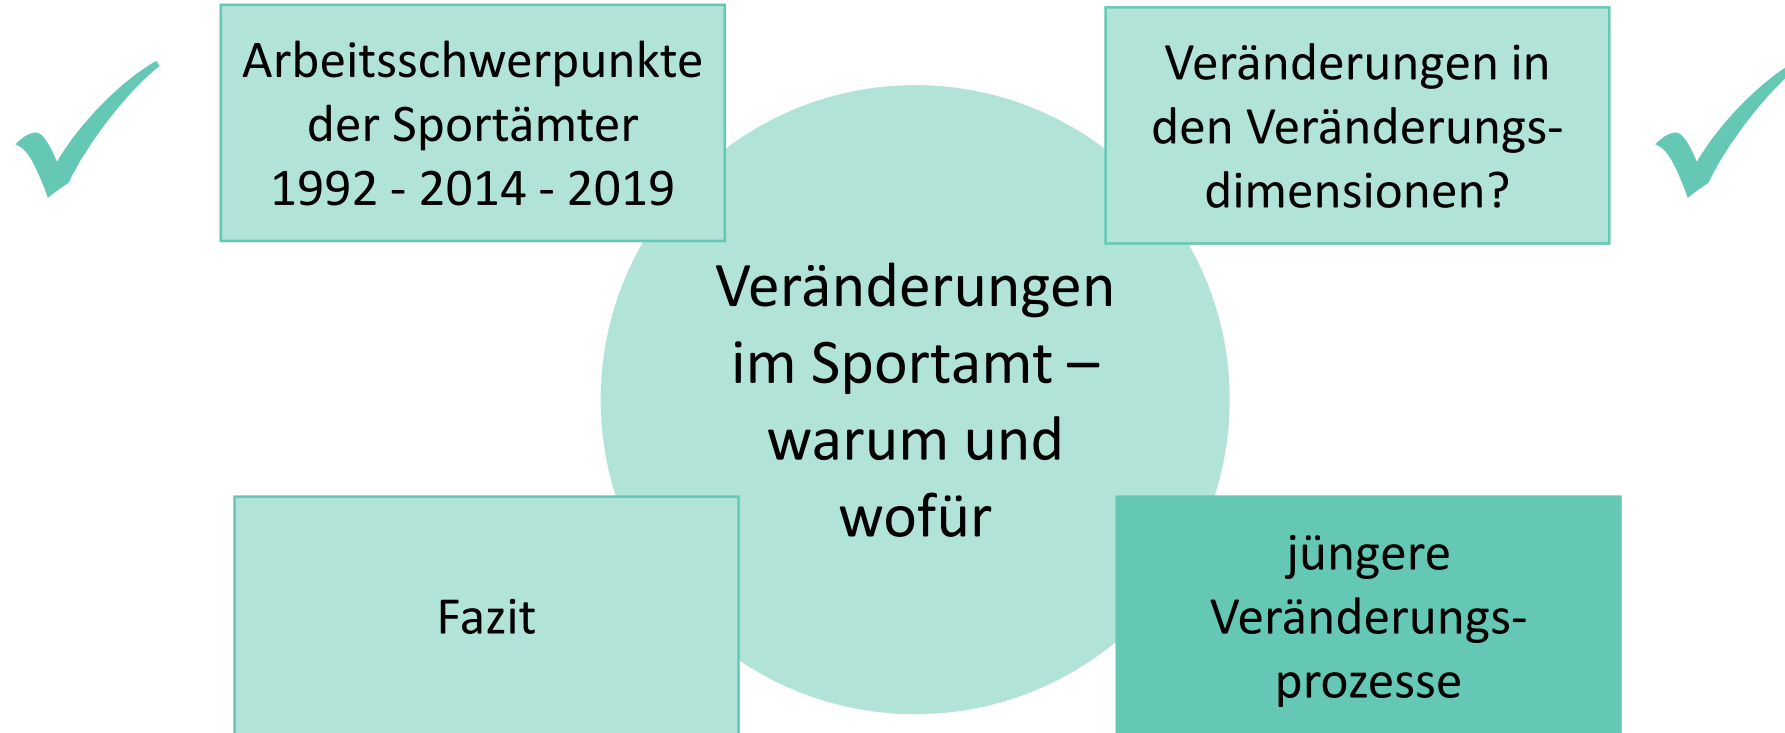 Arbeitsschwerpunkte
der Sportämter
1992 - 2014 - 2019
Veränderungen in
den Veränderungs-
dimensionen?
Veränderungen
im Sportamt –
warum und
wofür
Fazit
jüngere
Veränderungs-
prozesse